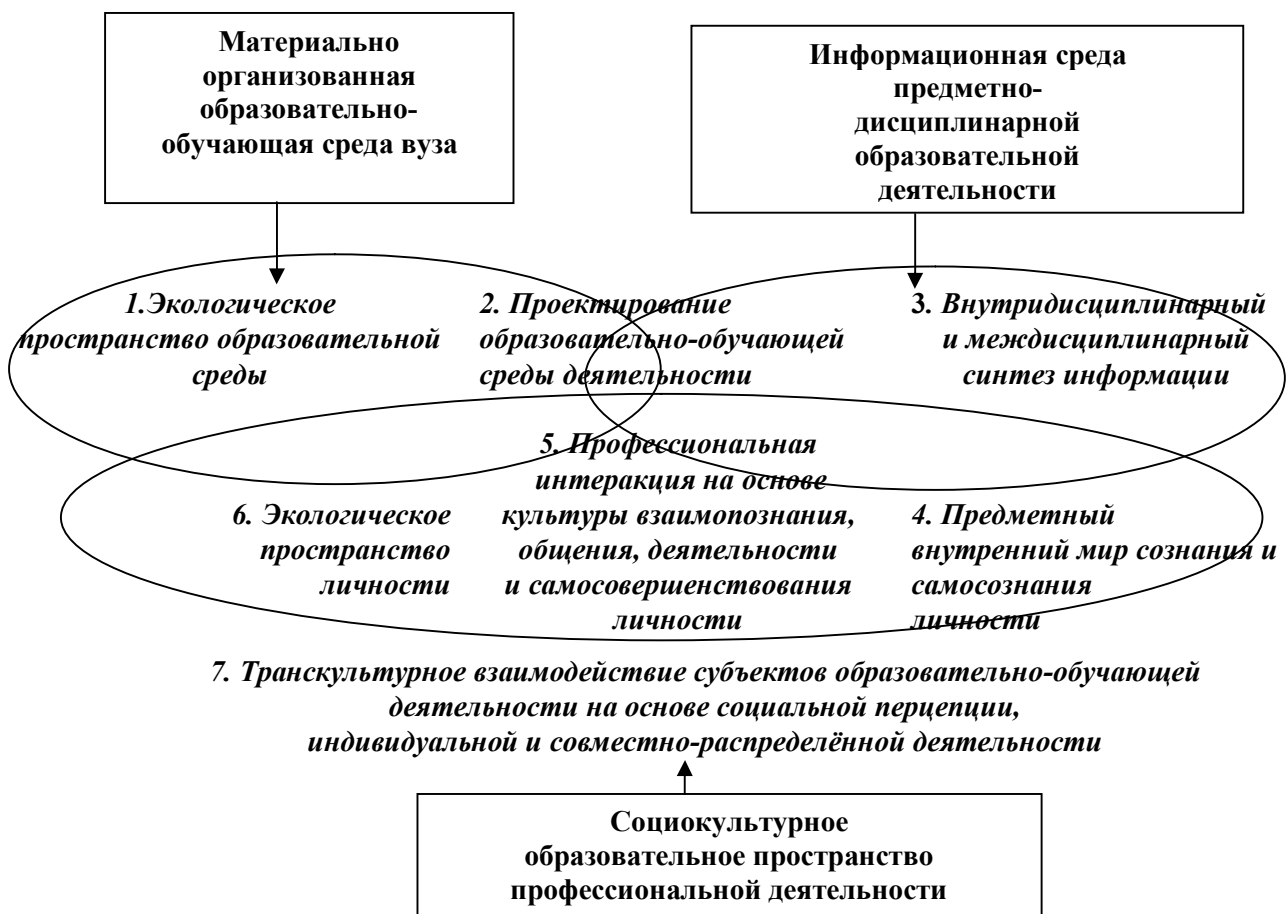 Материально
организованная
образовательно-
обучающая среда вуза
Информационная среда
предметно-
дисциплинарной
образовательной
деятельности
1.Экологическое
пространство образовательной
среды
2. Проектирование
образовательно-обучающей
среды деятельности
3. Внутридисциплинарный
и междисциплинарный
синтез информации
5. Профессиональная
интеракция на основе
культуры взаимопознания,
общения, деятельности
и самосовершенствования
личности
6. Экологическое
пространство
личности
4. Предметный
внутренний мир сознания и
самосознания
личности
7. Транскультурное взаимодействие субъектов образовательно-обучающей
деятельности на основе социальной перцепции,
индивидуальной и совместно-распределённой деятельности
Социокультурное
образовательное пространство
профессиональной деятельности